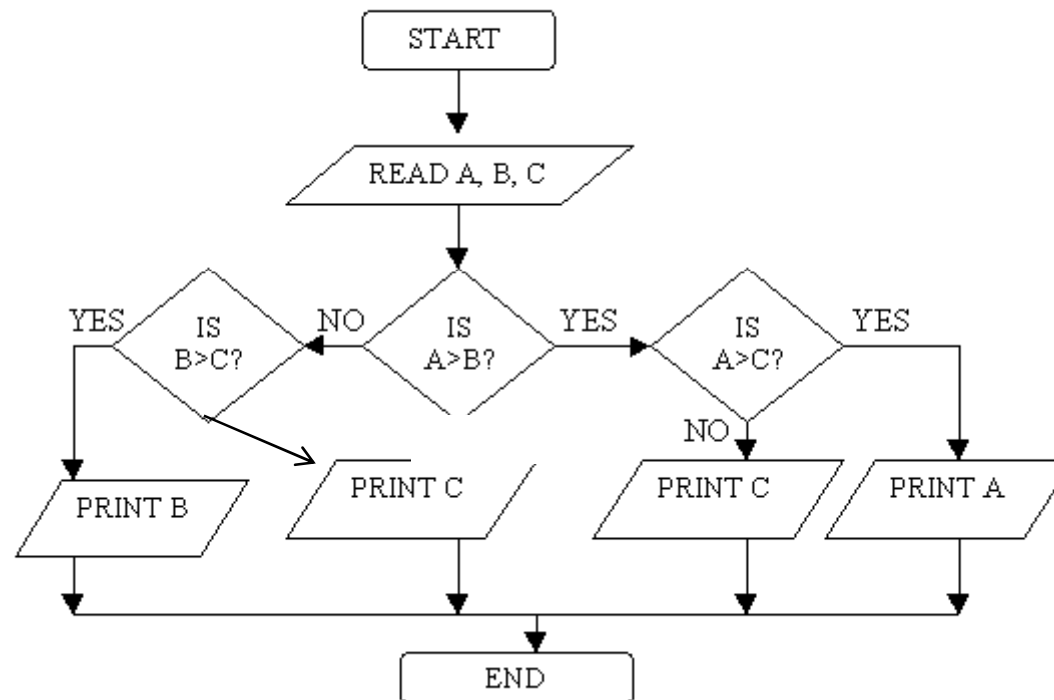 START
READ A, B, C
YES
IS
B>C?
NO
IS
A>B?
YES
IS
A>C?
YES
NO
PRINT B
PRINT C
PRINT C
PRINT A
END